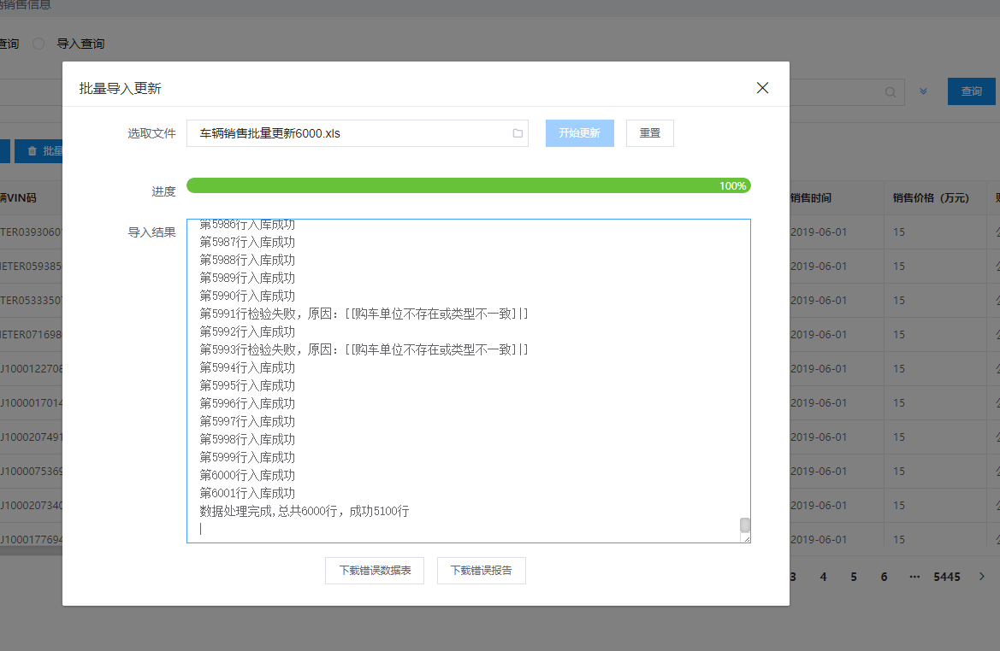 销售信息
查询 导入查询
批量导入更新
查询
选取文件 车辆销售批量更新6000.xls 开始更新 重置
批量
进度 100%
VIN码 销售时间 销售价格（万元）
导入结果 第5986行入库成功
TER0393060 2019-06-01 15
第5987行入库成功
第5988行入库成功
ETER059385 2019-06-01 15
第5989行入库成功
第5990行入库成功
TER0533350 2019-06-01 15
第5991行检验失败，原因：[[购车单位不存在或类型不一致]|]
第5992行入库成功
ETER071698 2019-06-01 15
第5993行检验失败，原因：[[购车单位不存在或类型不一致]|]
第5994行入库成功
J1000122708 2019-06-01 15
第5995行入库成功
第5996行入库成功
J1000017014 2019-06-01 15
第5997行入库成功
第5998行入库成功
J1000207491 2019-06-01 15
第5999行入库成功
第6000行入库成功
J1000075369 2019-06-01 15
第6001行入库成功
数据处理完成,总共6000行，成功5100行
J1000207340 2019-06-01 15
J1000177694 2019-06-01 15
下载错误数据表 下载错误报告
3 4 5 6 ··· 5445